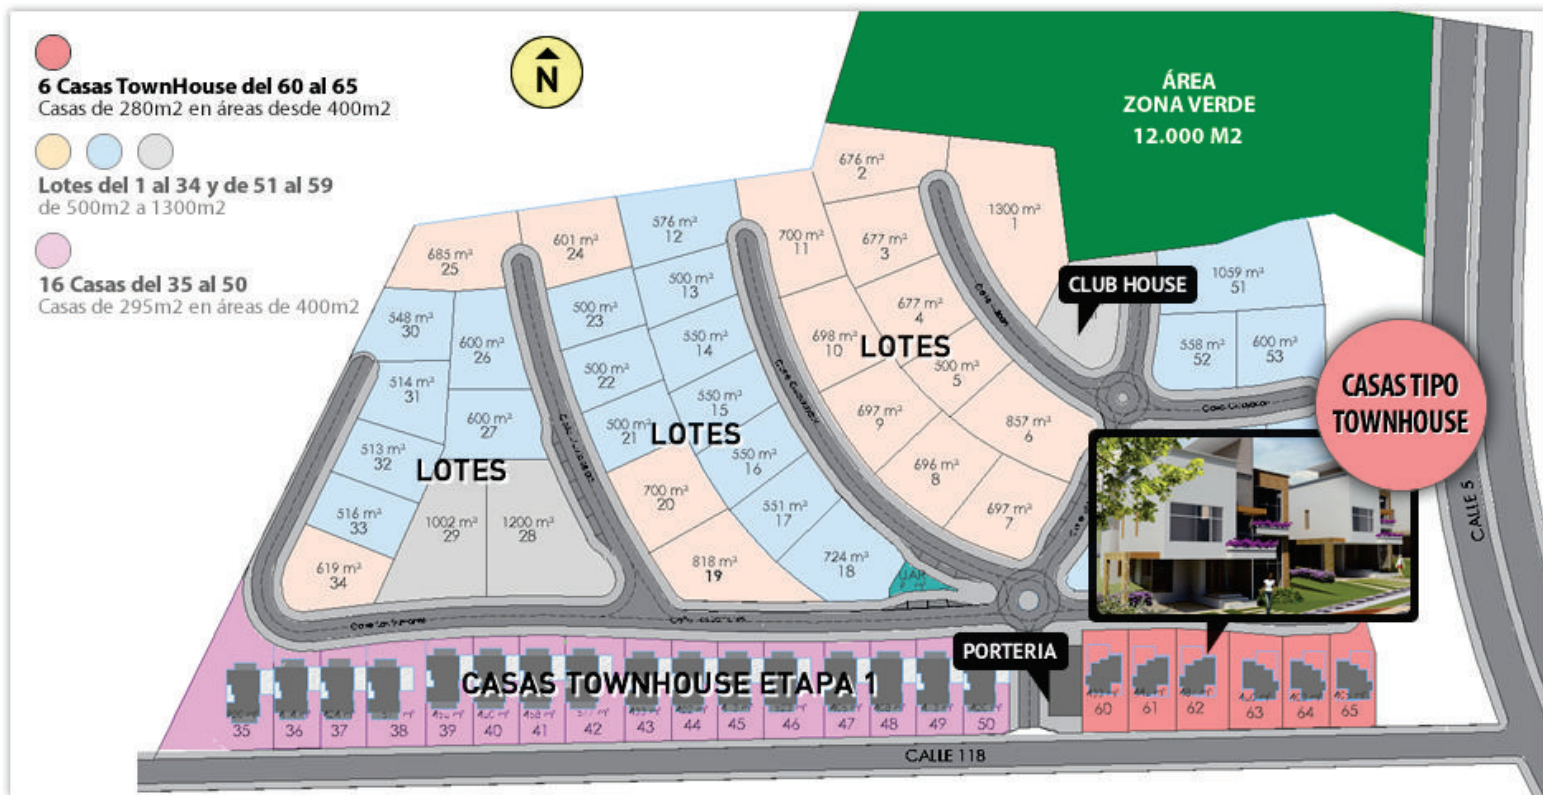 6 Casas TownHouse del 60 al 65
Casas de 280m2 en áreas desde 400m2
Lotes del 1 al 34 y de 51 al 59
de 500m2 a 1300m2
16 Casas del 35 al 50
Casas de 295m2 en áreas de 400m2
N
ÁREA
ZONA VERDE
12.000 M2
676 m²
2
1300 m²
1
576 m²
12
700 m²
11
677 m²
3
601 m²
24
685 m²
25
1059 m²
51
CLUB HOUSE
500 m²
13
500 m²
23
677 m²
4
548 m²
30
600 m²
26
550 m²
14
698 m²
10
LOTES
558 m²
52
600 m²
53
500 m²
22
500 m²
5
514 m²
31
550 m²
15
CASAS TIPO
TOWNHOUSE
697 m²
9
857 m²
6
600 m²
27
500 m²
21
LOTES
513 m²
32
LOTES
550 m²
16
696 m²
8
700 m²
20
551 m²
17
697 m²
7
516 m²
33
1002 m²
29
1200 m²
28
CALLE 5
619 m²
34
818 m²
19
724 m²
18
UAR
PORTERIA
CASAS TOWNHOUSE ETAPA 1
35
36
37
38
39
40
41
42
43
44
45
46
47
48
49
50
60
61
62
63
64
65
CALLE 118